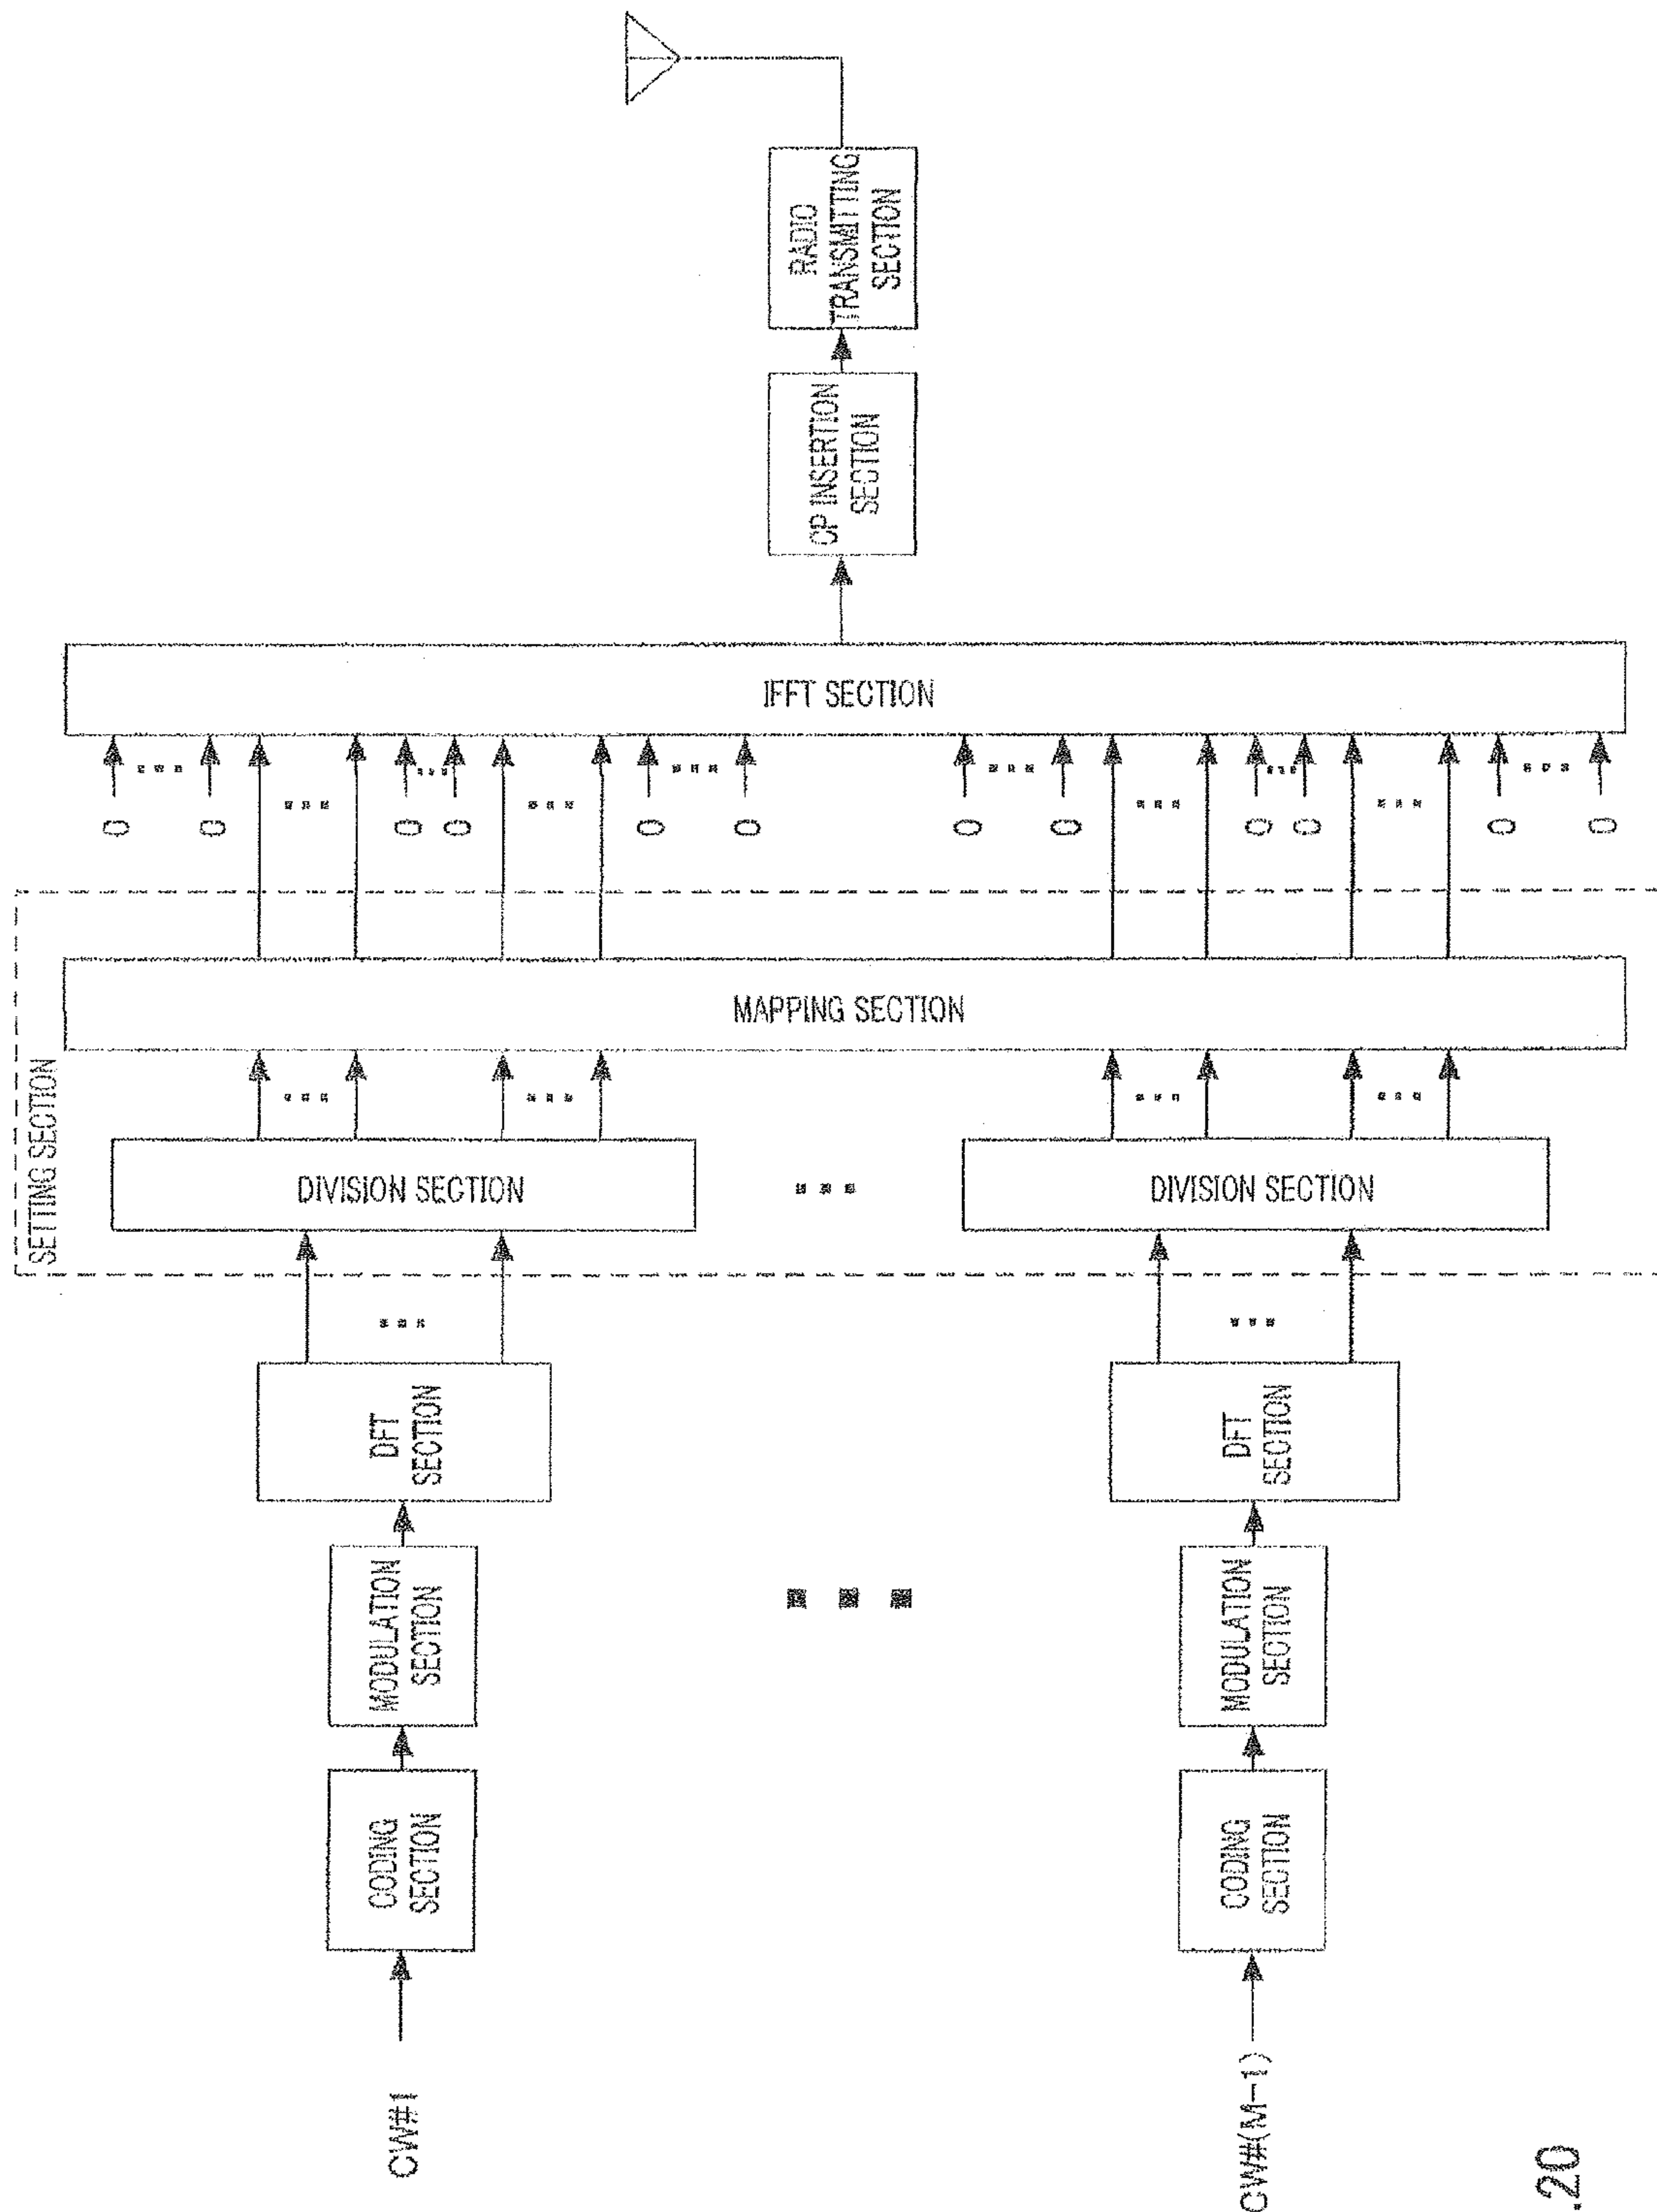 CW#1
CODING
SECTION
MODULATION
SECTION
DFT
SECTION
...
SETTING SECTION
DIVISION SECTION
...
...
MAPPING SECTION
0
...
0
...
0
...
0
...
0
...
0
IFFT SECTION
CP INSERTION
SECTION
RADIO
TRANSMITTING
SECTION
...
...
CW#(M-1)
CODING
SECTION
MODULATION
SECTION
DFT
SECTION
...
DIVISION SECTION
...
...
0
...
0
...
0
...
0
...
0
...
0
.20